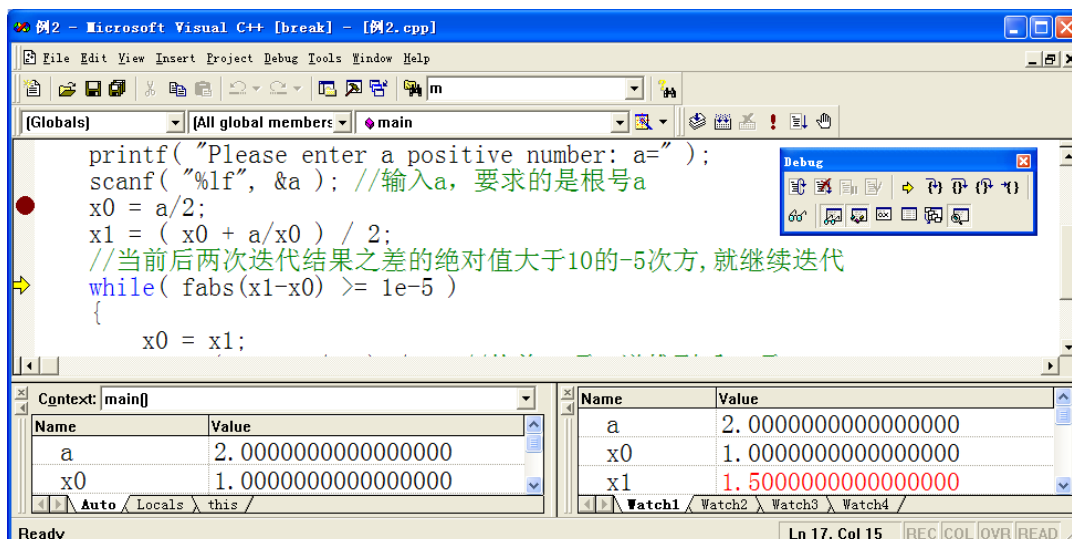 例2 - Microsoft Visual C++ [break] - [例2.cpp]
File Edit View Insert Project Debug Tools Window Help
m
(Globals) (All global members main
printf( "Please enter a positive number: a=" );
scanf( "%lf", &a ); //输入a，要求的是根号a
x0 = a/2;
x1 = ( x0 + a/x0 ) / 2;
//当前后两次迭代结果之差的绝对值大于10的-5次方,就继续迭代
while( fabs(x1-x0) >= 1e-5 )
{
x0 = x1;
Debug
Context: main()
Name Value
a 2.0000000000000000
x0 1.0000000000000000
Auto Locals this
Name Value
a 2.0000000000000000
x0 1.0000000000000000
x1 1.5000000000000000
Watch1 Watch2 Watch3 Watch4
Ready
Ln 17, Col 15 REC COL OVR READ